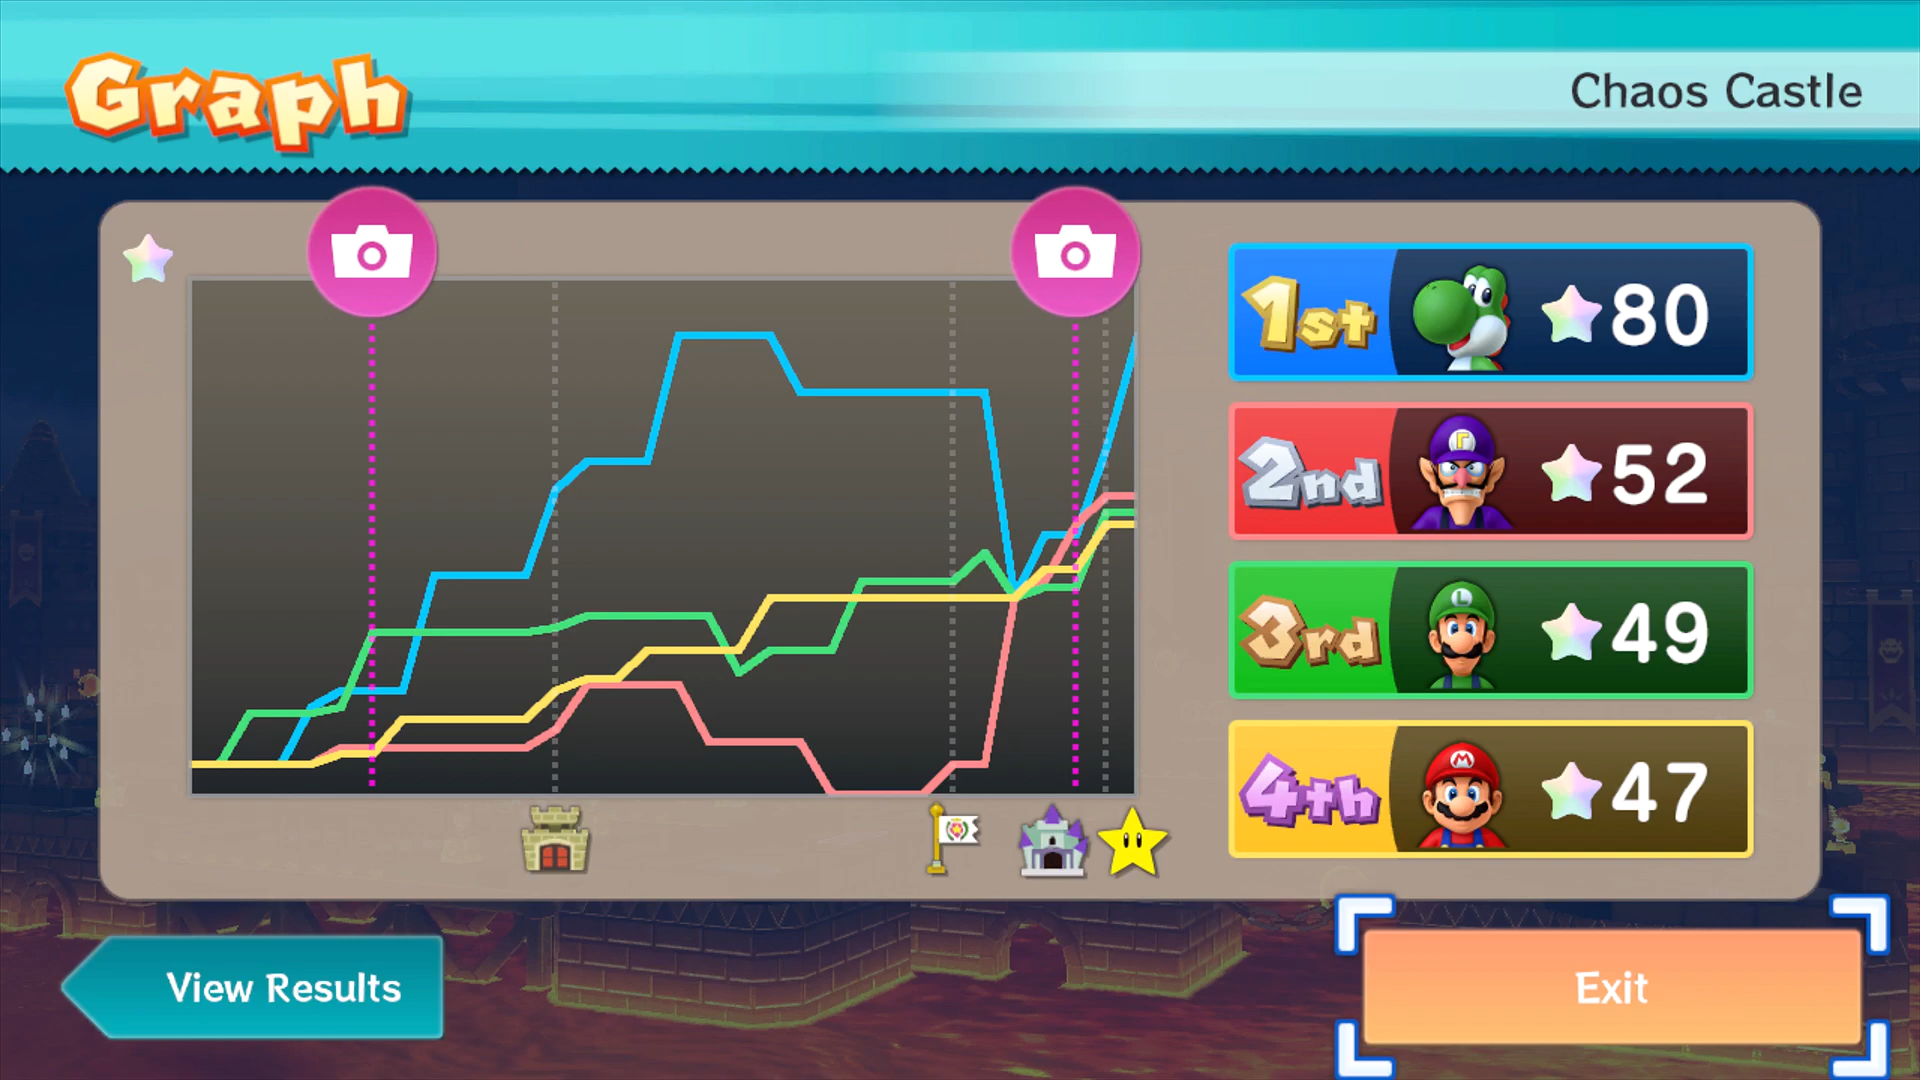 Graph
Chaos Castle
1st
80
2nd
52
3rd
49
4th
47
View Results
Exit